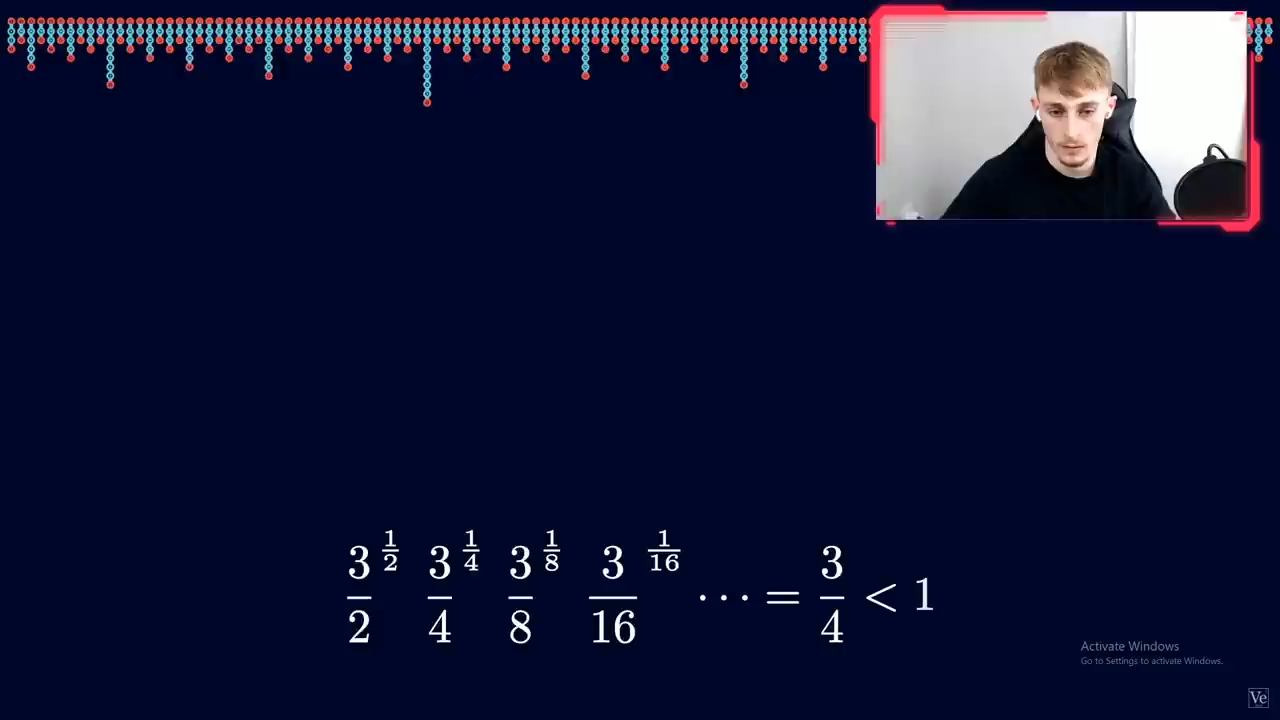 3/2^(1/2) 3/4^(1/4) 3/8^(1/8) 3/16^(1/16) ··· = 3/4 < 1
Activate Windows
Go to Settings to activate Windows.
Ve